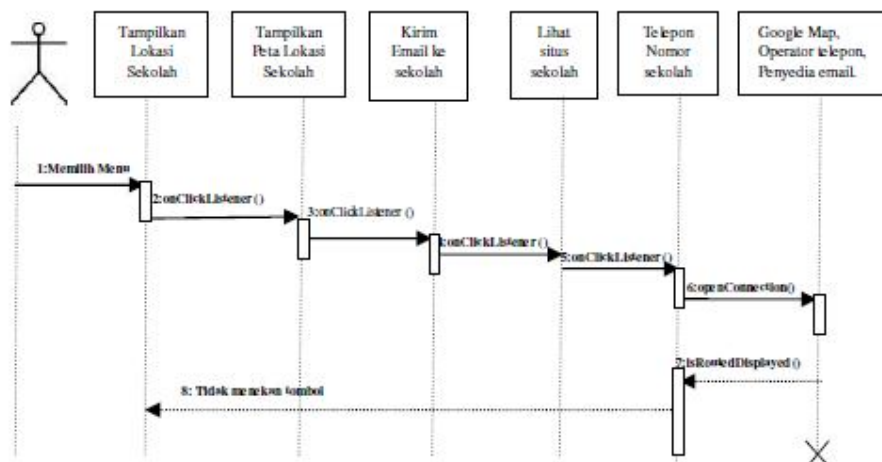 Tampilkan
Lokasi
Sekolah
Tampilkan
Peta Lokasi
Sekolah
Kirim
Email ke
sekolah
Lihat
situs
sekolah
Telepon
Nomor
sekolah
Google Map,
Operator telepon,
Penyedia email.
1:Memilih Menu
2:onClickListener ()
3:onClickListener ()
4:onClickListener ()
5:onClickListener ()
6:openConnection()
7:isRoutedDisplayed ()
8: Tidak menekan tombol